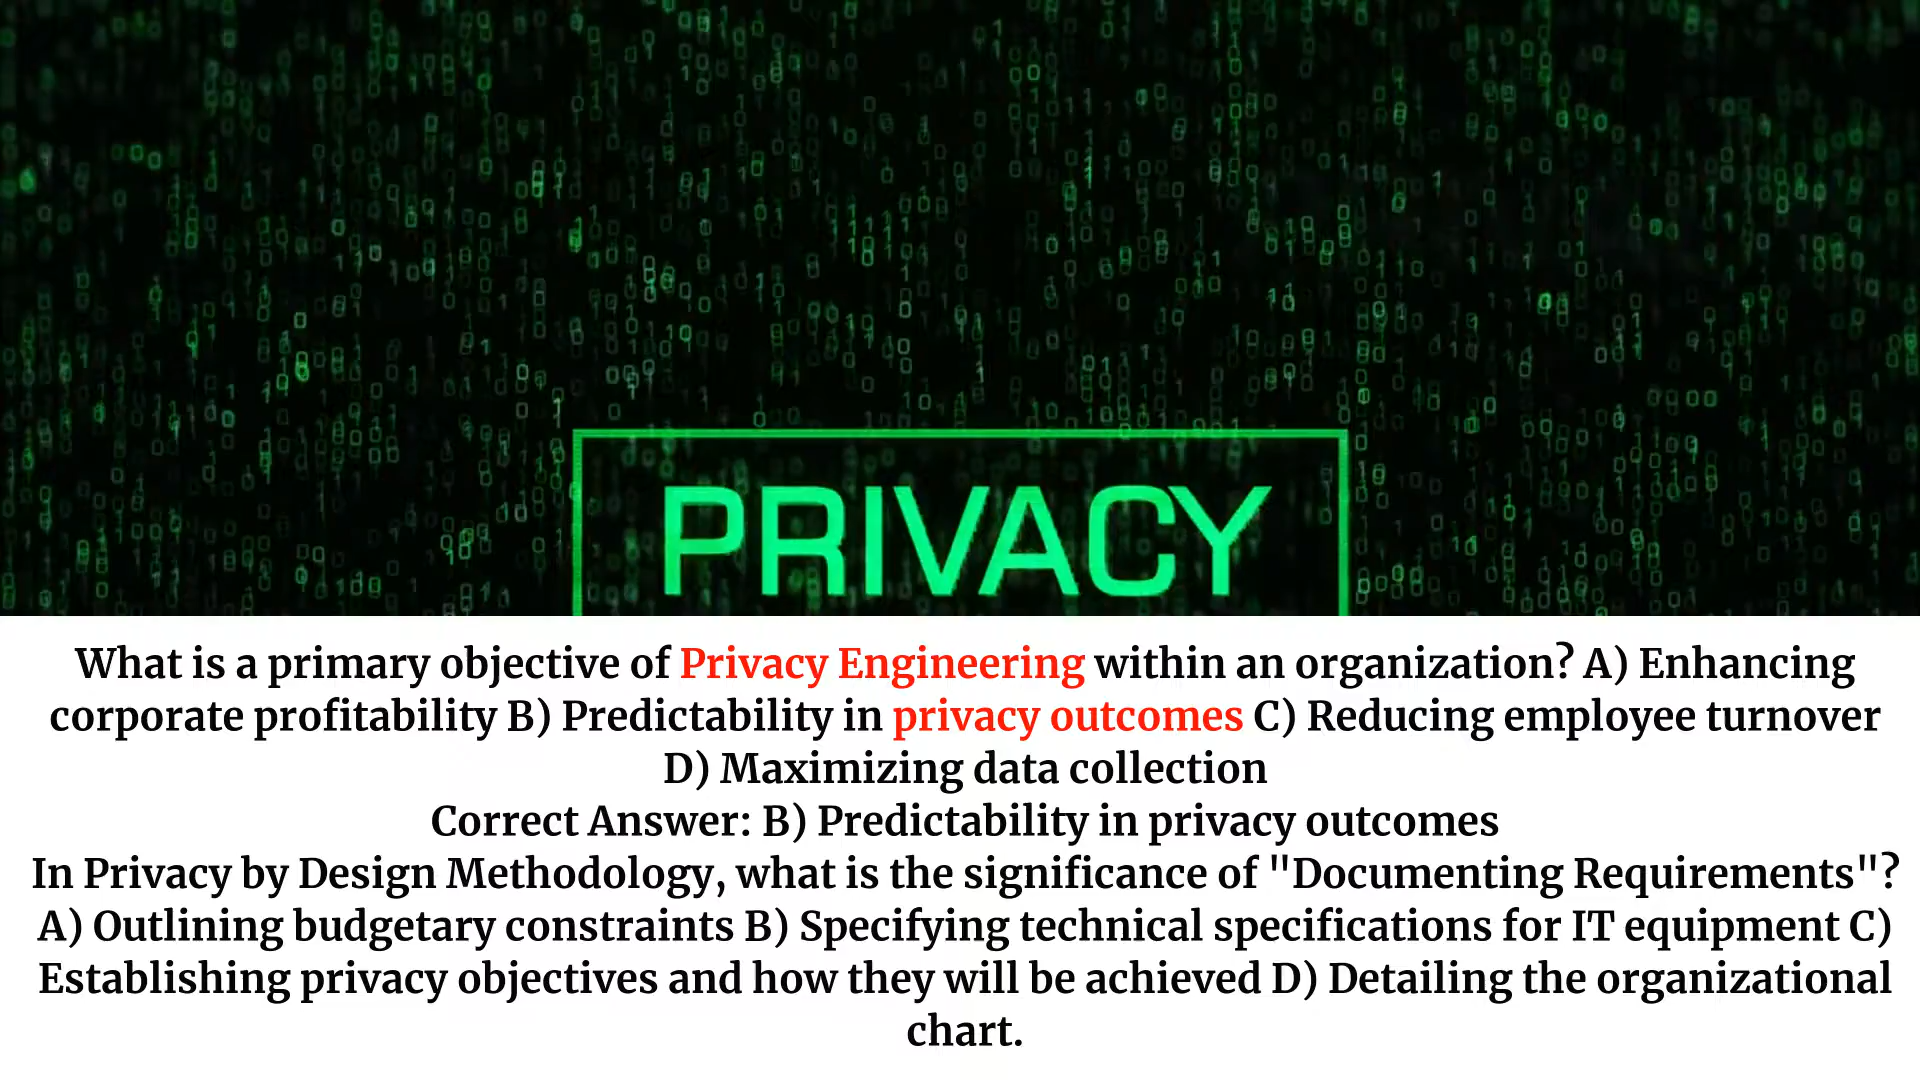 PRIVACY
What is a primary objective of Privacy Engineering within an organization? A) Enhancing
corporate profitability B) Predictability in privacy outcomes C) Reducing employee turnover
D) Maximizing data collection
Correct Answer: B) Predictability in privacy outcomes
In Privacy by Design Methodology, what is the significance of "Documenting Requirements"?
A) Outlining budgetary constraints B) Specifying technical specifications for IT equipment C)
Establishing privacy objectives and how they will be achieved D) Detailing the organizational
chart.